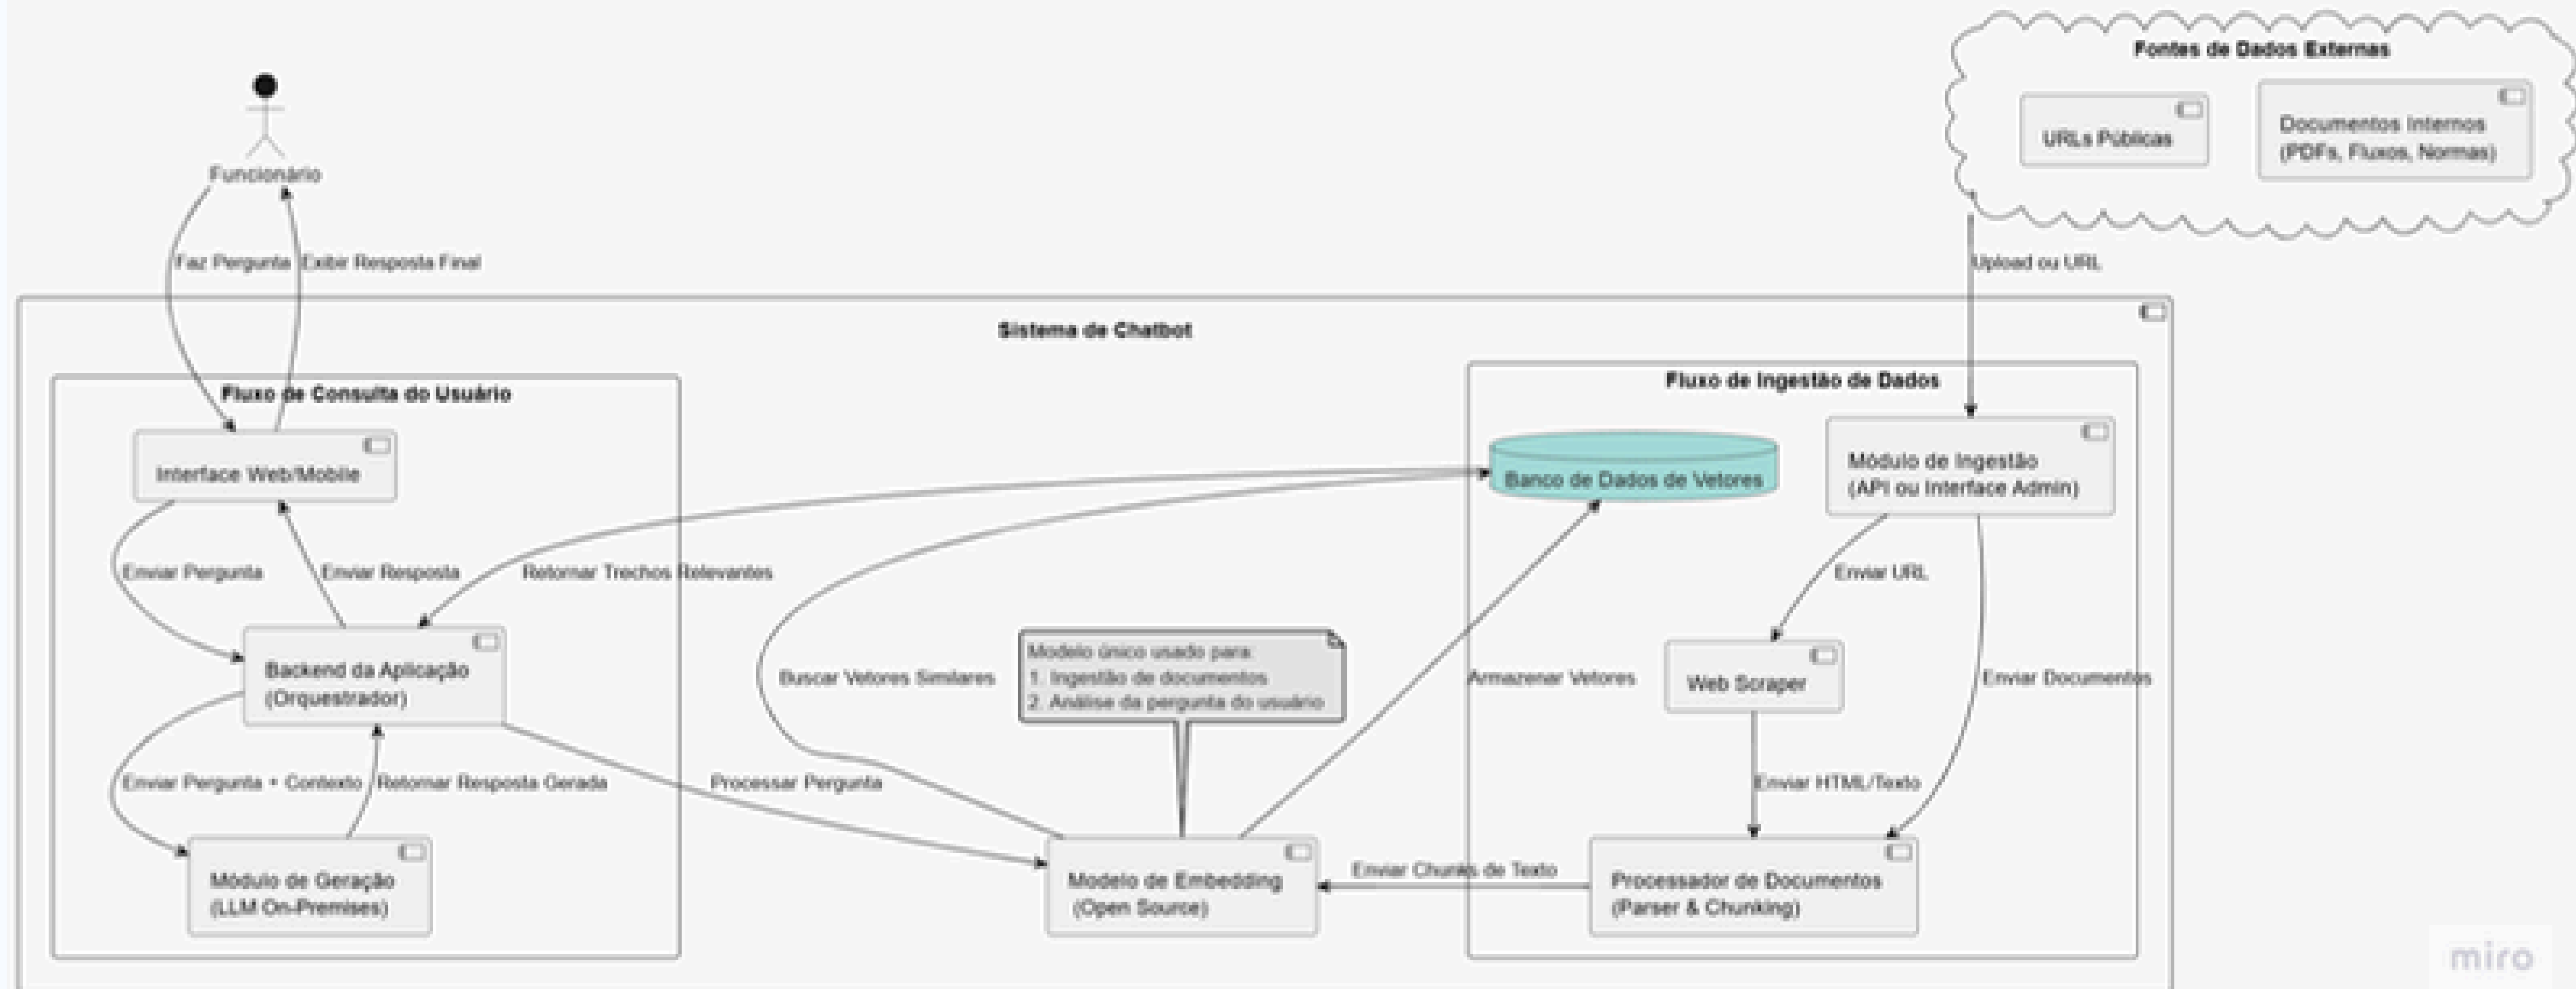 Fontes de Dados Externas
URLs Públicas
Documentos Internos
(PDFs, Fluxos, Normas)
Funcionário
Faz Pergunta
Exibir Resposta Final
Upload ou URL
Sistema de Chatbot
Fluxo de Consulta do Usuário
Fluxo de Ingestão de Dados
Interface Web/Mobile
Banco de Dados de Vetores
Módulo de Ingestão
(API ou Interface Admin)
Enviar Pergunta
Enviar Resposta
Retornar Trechos Relevantes
Enviar URL
Backend da Aplicação
(Orquestrador)
Buscar Vetores Similares
Modelo único usado para:
1. Ingestão de documentos
2. Análise da pergunta do usuário
Armazenar Vetores
Web Scraper
Enviar Documentos
Enviar Pergunta + Contexto
Retornar Resposta Gerada
Processar Pergunta
Enviar HTML/Texto
Módulo de Geração
(LLM On-Premises)
Modelo de Embedding
(Open Source)
Enviar Chunks de Texto
Processador de Documentos
(Parser & Chunking)
miro